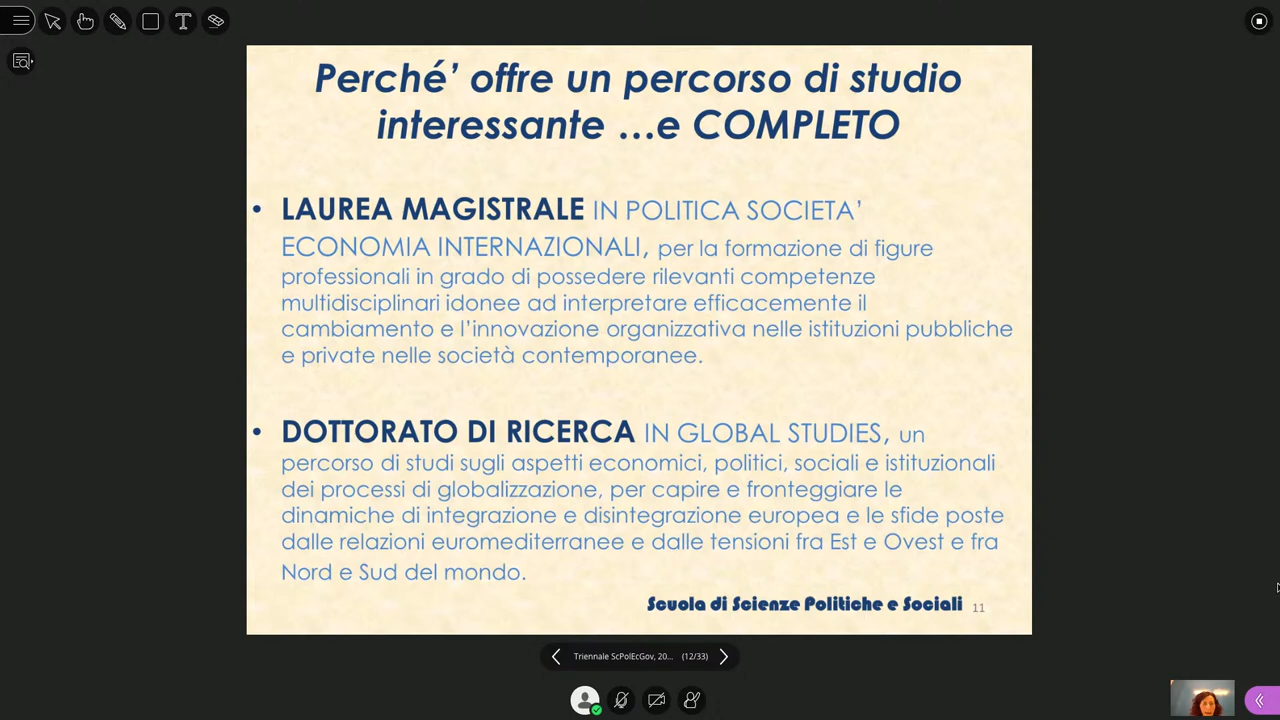 Perché’ offre un percorso di studio
interessante …e COMPLETO
• LAUREA MAGISTRALE IN POLITICA SOCIETA’
ECONOMIA INTERNAZIONALI, per la formazione di figure
professionali in grado di possedere rilevanti competenze
multidisciplinari idonee ad interpretare efficacemente il
cambiamento e l’innovazione organizzativa nelle istituzioni pubbliche
e private nelle società contemporanee.
• DOTTORATO DI RICERCA IN GLOBAL STUDIES, un
percorso di studi sugli aspetti economici, politici, sociali e istituzionali
dei processi di globalizzazione, per capire e fronteggiare le
dinamiche di integrazione e disintegrazione europea e le sfide poste
dalle relazioni euromediterranee e dalle tensioni fra Est e Ovest e fra
Nord e Sud del mondo.
Scuola di Scienze Politiche e Sociali 11
Triennale ScPolEcGov, 20... (12/33)